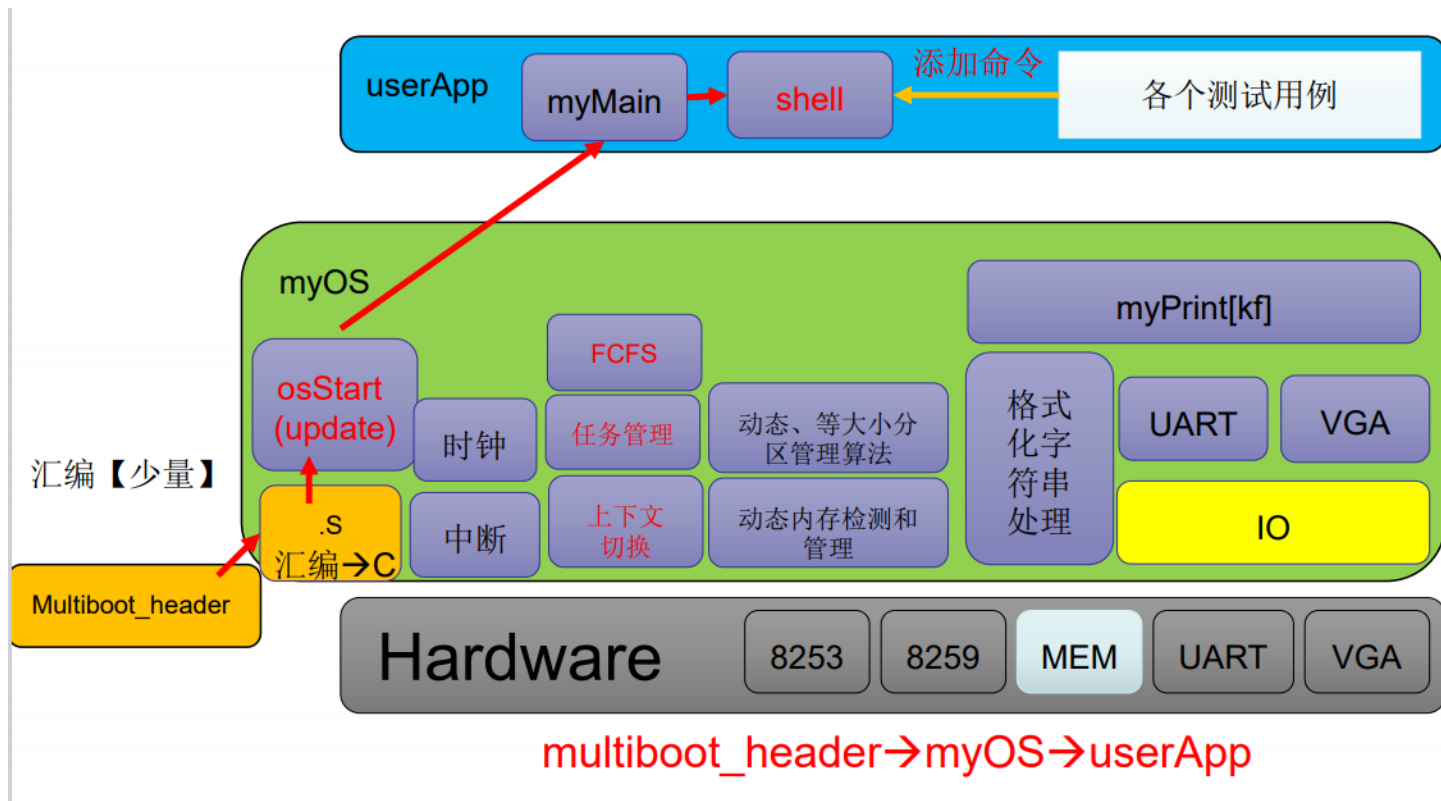 userApp
myMain
shell
添加命令
各个测试用例
myOS
osStart
(update)
时钟
中断
FCFS
任务管理
上下文
切换
动态、等大小分
区管理算法
动态内存检测和
管理
myPrint[kf]
格式
化字
符串
处理
UART
VGA
IO
汇编【少量】
.S
汇编→C
Multiboot_header
Hardware
8253
8259
MEM
UART
VGA
multiboot_header→myOS→userApp